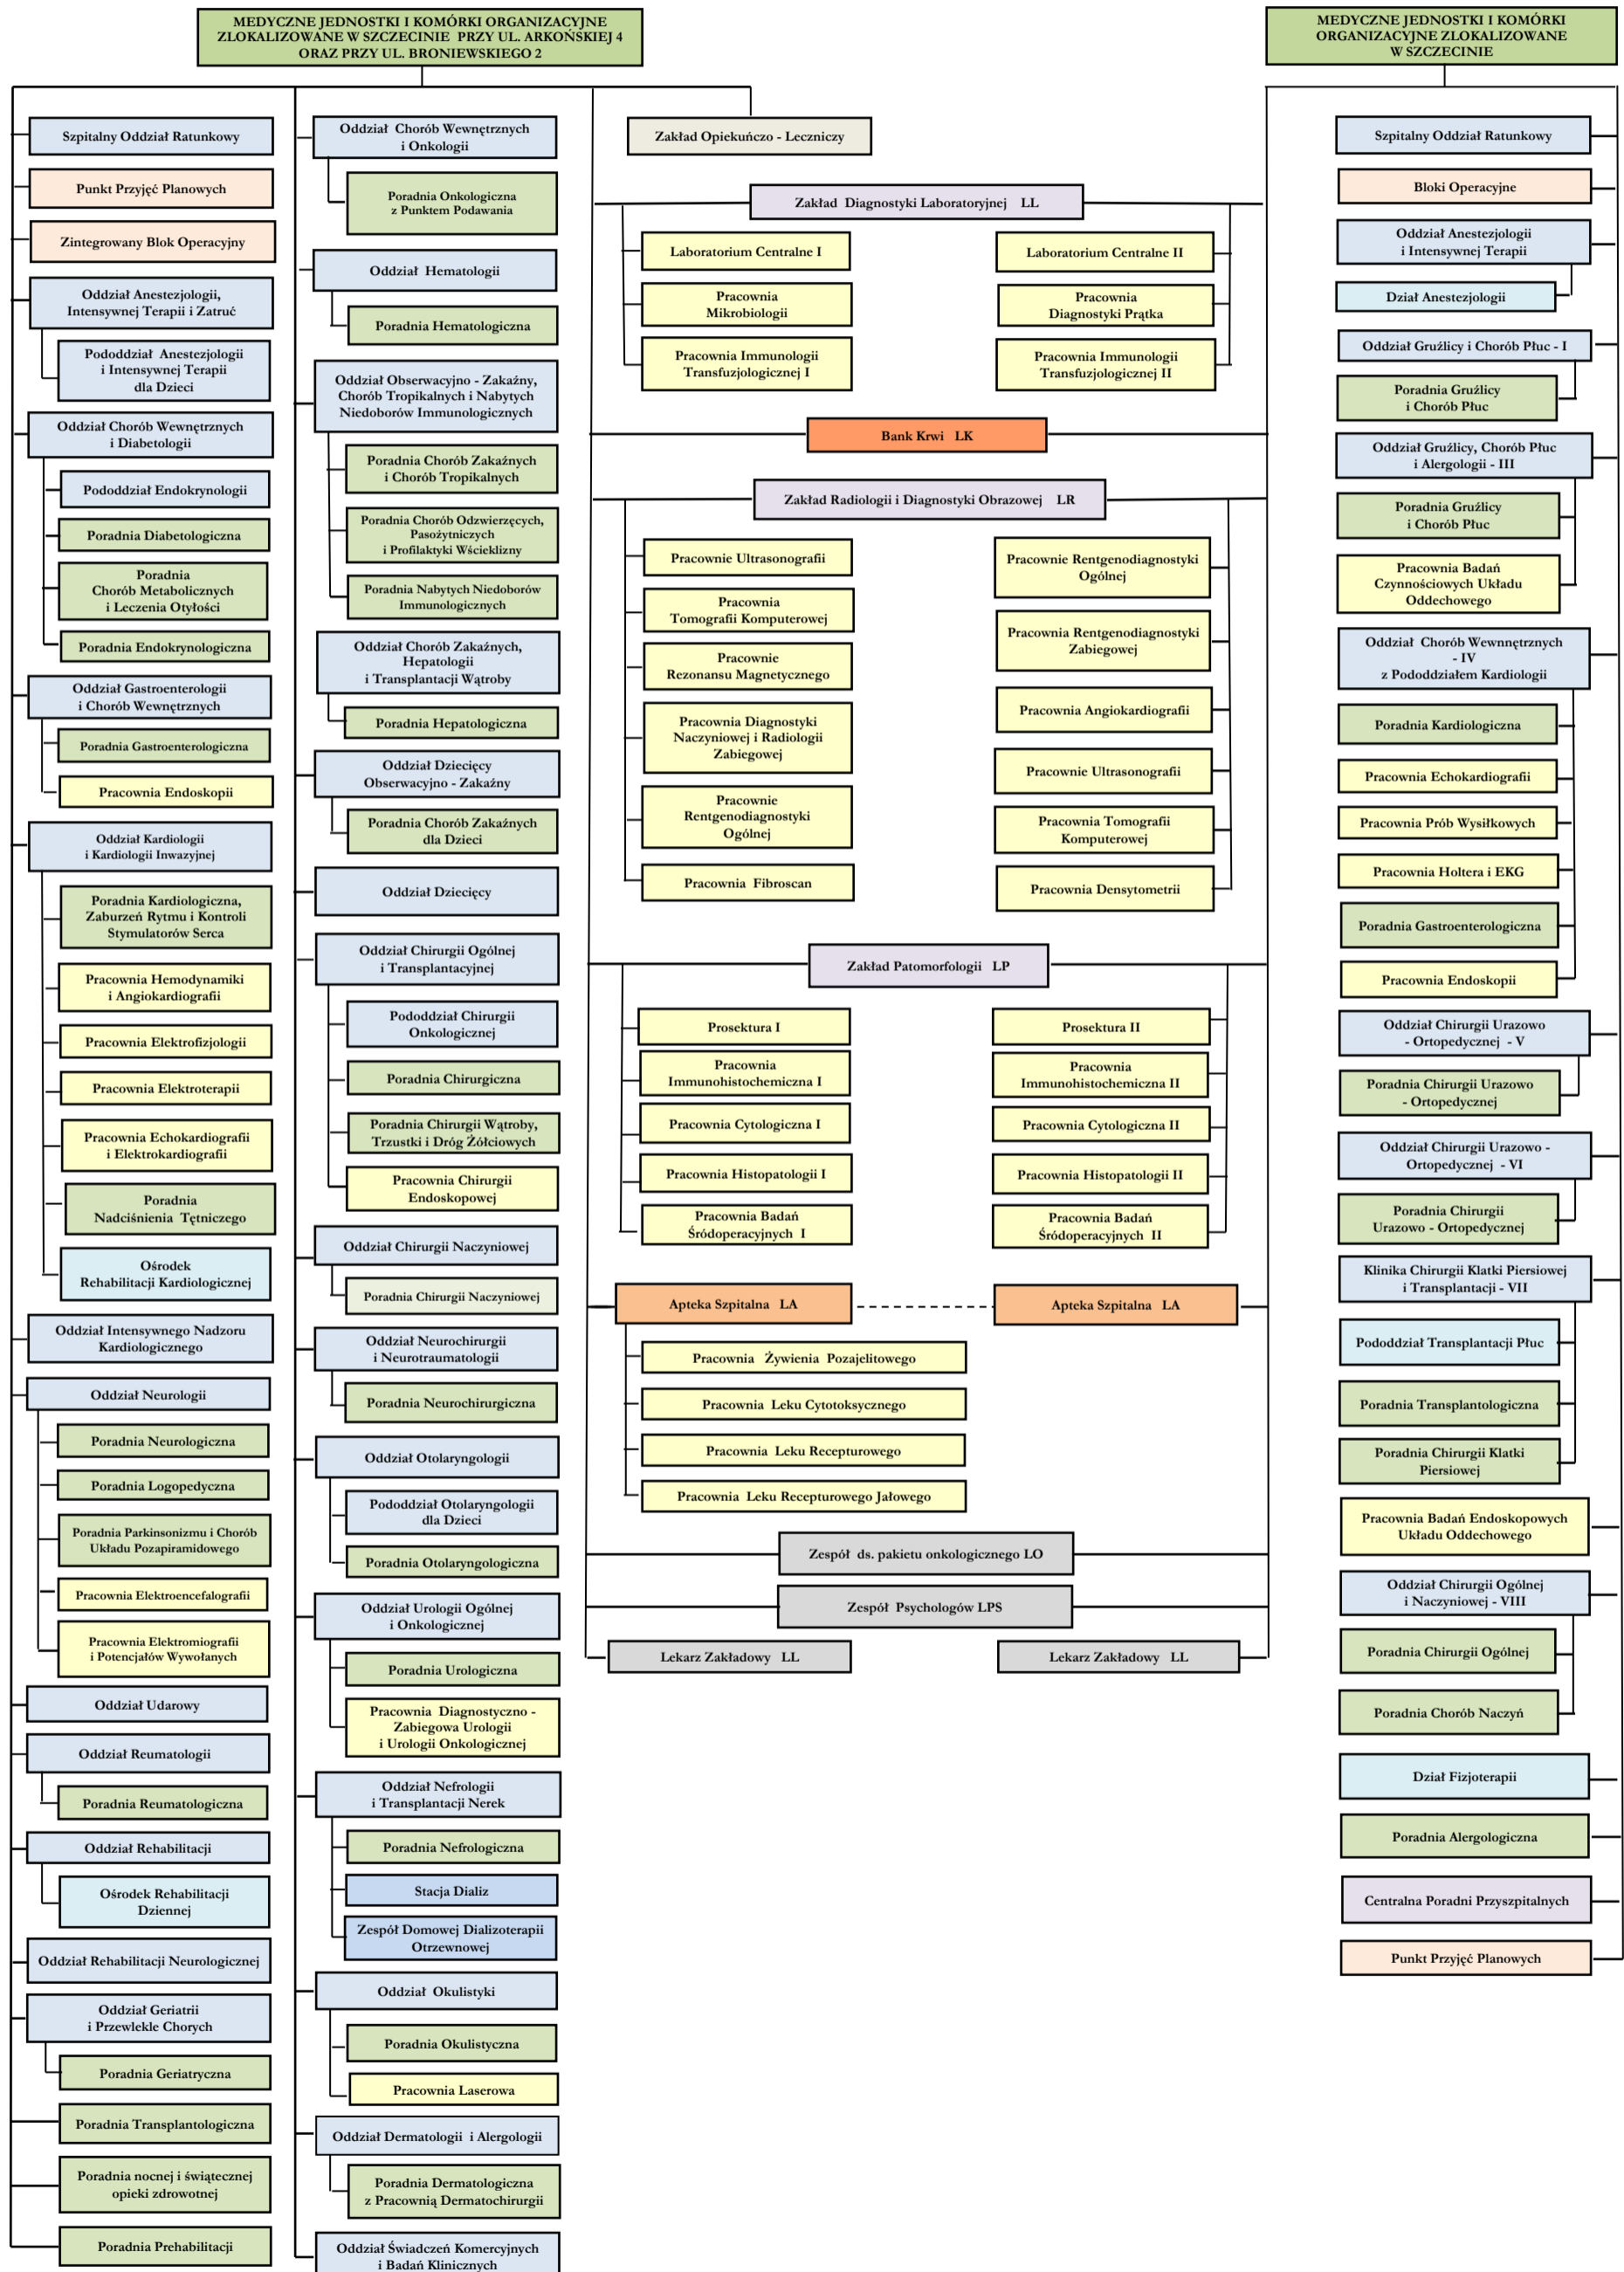 MEDYCZNE JEDNOSTKI I KOMÓRKI ORGANIZACYJNE
ZLOKALIZOWANE W SZCZECINIE PRZY UL. ARKOŃSKIEJ 4
ORAZ PRZY UL. BRONIEWSKIEGO 2
Szpitalny Oddział Ratunkowy
Punkt Przyjęć Planowych
Zintegrowany Blok Operacyjny
Oddział Anestezjologii,
Intensywnej Terapii i Zatruć
Pododdział Anestezjologii
i Intensywnej Terapii
dla Dzieci
Oddział Chorób Wewnętrznych
i Diabetologii
Pododdział Endokrynologii
Poradnia Diabetologiczna
Poradnia
Chorób Metabolicznych
i Leczenia Otyłości
Poradnia Endokrynologiczna
Oddział Gastroenterologii
i Chorób Wewnętrznych
Poradnia Gastroenterologiczna
Pracownia Endoskopii
Oddział Kardiologii
i Kardiologii Inwazyjnej
Poradnia Kardiologiczna,
Zaburzeń Rytmu i Kontroli
Stymulatorów Serca
Pracownia Hemodynamiki
i Angiokardiografii
Pracownia Elektrofizjologii
Pracownia Elektroterapii
Pracownia Echokardiografii
i Elektrokardiografii
Poradnia
Nadciśnienia Tętniczego
Ośrodek
Rehabilitacji Kardiologicznej
Oddział Intensywnego Nadzoru
Kardiologicznego
Oddział Neurologii
Poradnia Neurologiczna
Poradnia Logopedyczna
Poradnia Parkinsonizmu i Chorób
Układu Pozapiramidowego
Pracownia Elektroencefalografii
Pracownia Elektromiografii
i Potencjałów Wywołanych
Oddział Udarowy
Oddział Reumatologii
Poradnia Reumatologiczna
Oddział Rehabilitacji
Ośrodek Rehabilitacji
Dziennej
Oddział Rehabilitacji Neurologicznej
Oddział Geriatrii
i Przewlekle Chorych
Poradnia Geriatryczna
Poradnia Transplantologiczna
Poradnia nocnej i świątecznej
opieki zdrowotnej
Poradnia Prehabilitacji
Oddział Chorób Wewnętrznych
i Onkologii
Poradnia Onkologiczna
z Punktem Podawania
Oddział Hematologii
Poradnia Hematologiczna
Oddział Obserwacyjno - Zakaźny,
Chorób Tropikalnych i Nabytych
Niedoborów Immunologicznych
Poradnia Chorób Zakaźnych
i Chorób Tropikalnych
Poradnia Chorób Odzwierzęcych,
Pasożytniczych
i Profilaktyki Wścieklizny
Poradnia Nabytych Niedoborów
Immunologicznych
Oddział Chorób Zakaźnych,
Hepatologii
i Transplantacji Wątroby
Poradnia Hepatologiczna
Oddział Dziecięcy
Obserwacyjno - Zakaźny
Poradnia Chorób Zakaźnych
dla Dzieci
Oddział Dziecięcy
Oddział Chirurgii Ogólnej
i Transplantacyjnej
Pododdział Chirurgii
Onkologicznej
Poradnia Chirurgiczna
Poradnia Chirurgii Wątroby,
Trzustki i Dróg Żółciowych
Pracownia Chirurgii
Endoskopowej
Oddział Chirurgii Naczyniowej
Poradnia Chirurgii Naczyniowej
Oddział Neurochirurgii
i Neurotraumatologii
Poradnia Neurochirurgiczna
Oddział Otolaryngologii
Pododdział Otolaryngologii
dla Dzieci
Poradnia Otolaryngologiczna
Oddział Urologii Ogólnej
i Onkologicznej
Poradnia Urologiczna
Pracownia Diagnostyczno -
Zabiegowa Urologii
i Urologii Onkologicznej
Oddział Nefrologii
i Transplantacji Nerek
Poradnia Nefrologiczna
Stacja Dializ
Zespół Domowej Dializoterapii
Otrzewnowej
Oddział Okulistyki
Poradnia Okulistyczna
Pracownia Laserowa
Oddział Dermatologii i Alergologii
Poradnia Dermatologiczna
z Pracownią Dermatochirurgii
Oddział Świadczeń Komercyjnych
i Badań Klinicznych
Zakład Opiekuńczo - Leczniczy
Zakład Diagnostyki Laboratoryjnej LL
Laboratorium Centralne I
Pracownia
Mikrobiologii
Pracownia Immunologii
Transfuzjologicznej I
Laboratorium Centralne II
Pracownia
Diagnostyki Prątka
Pracownia Immunologii
Transfuzjologicznej II
Bank Krwi LK
Zakład Radiologii i Diagnostyki Obrazowej LR
Pracownie Ultrasonografii
Pracownia
Tomografii Komputerowej
Pracownie
Rezonansu Magnetycznego
Pracownia Diagnostyki
Naczyniowej i Radiologii
Zabiegowej
Pracownie
Rentgenodiagnostyki
Ogólnej
Pracownia Fibroscan
Pracownie Rentgenodiagnostyki
Ogólnej
Pracownia Rentgenodiagnostyki
Zabiegowej
Pracownia Angiokardiografii
Pracownie Ultrasonografii
Pracownia Tomografii
Komputerowej
Pracownia Densytometrii
Zakład Patomorfologii LP
Prosektura I
Pracownia
Immunohistochemiczna I
Pracownia Cytologiczna I
Pracownia Histopatologii I
Pracownia Badań
Śródoperacyjnych I
Prosektura II
Pracownia
Immunohistochemiczna II
Pracownia Cytologiczna II
Pracownia Histopatologii II
Pracownia Badań
Śródoperacyjnych II
Apteka Szpitalna LA
Apteka Szpitalna LA
Pracownia Żywienia Pozajelitowego
Pracownia Leku Cytotoksycznego
Pracownia Leku Recepturowego
Pracownia Leku Recepturowego Jałowego
Zespół ds. pakietu onkologicznego LO
Zespół Psychologów LPS
Lekarz Zakładowy LL
Lekarz Zakładowy LL
MEDYCZNE JEDNOSTKI I KOMÓRKI
ORGANIZACYJNE ZLOKALIZOWANE
W SZCZECINIE
Szpitalny Oddział Ratunkowy
Bloki Operacyjne
Oddział Anestezjologii
i Intensywnej Terapii
Dział Anestezjologii
Oddział Gruźlicy i Chorób Płuc - I
Poradnia Gruźlicy
i Chorób Płuc
Oddział Gruźlicy, Chorób Płuc
i Alergologii - III
Poradnia Gruźlicy
i Chorób Płuc
Pracownia Badań
Czynnościowych Układu
Oddechowego
Oddział Chorób Wewnnętrznych
- IV
z Pododdziałem Kardiologii
Poradnia Kardiologiczna
Pracownia Echokardiografii
Pracownia Prób Wysiłkowych
Pracownia Holtera i EKG
Poradnia Gastroenterologiczna
Pracownia Endoskopii
Oddział Chirurgii Urazowo
- Ortopedycznej - V
Poradnia Chirurgii Urazowo
- Ortopedycznej
Oddział Chirurgii Urazowo -
Ortopedycznej - VI
Poradnia Chirurgii
Urazowo - Ortopedycznej
Klinika Chirurgii Klatki Piersiowej
i Transplantacji - VII
Pododdział Transplantacji Płuc
Poradnia Transplantologiczna
Poradnia Chirurgii Klatki
Piersiowej
Pracownia Badań Endoskopowych
Układu Oddechowego
Oddział Chirurgii Ogólnej
i Naczyniowej - VIII
Poradnia Chirurgii Ogólnej
Poradnia Chorób Naczyń
Dział Fizjoterapii
Poradnia Alergologiczna
Centralna Poradni Przyszpitalnych
Punkt Przyjęć Planowych